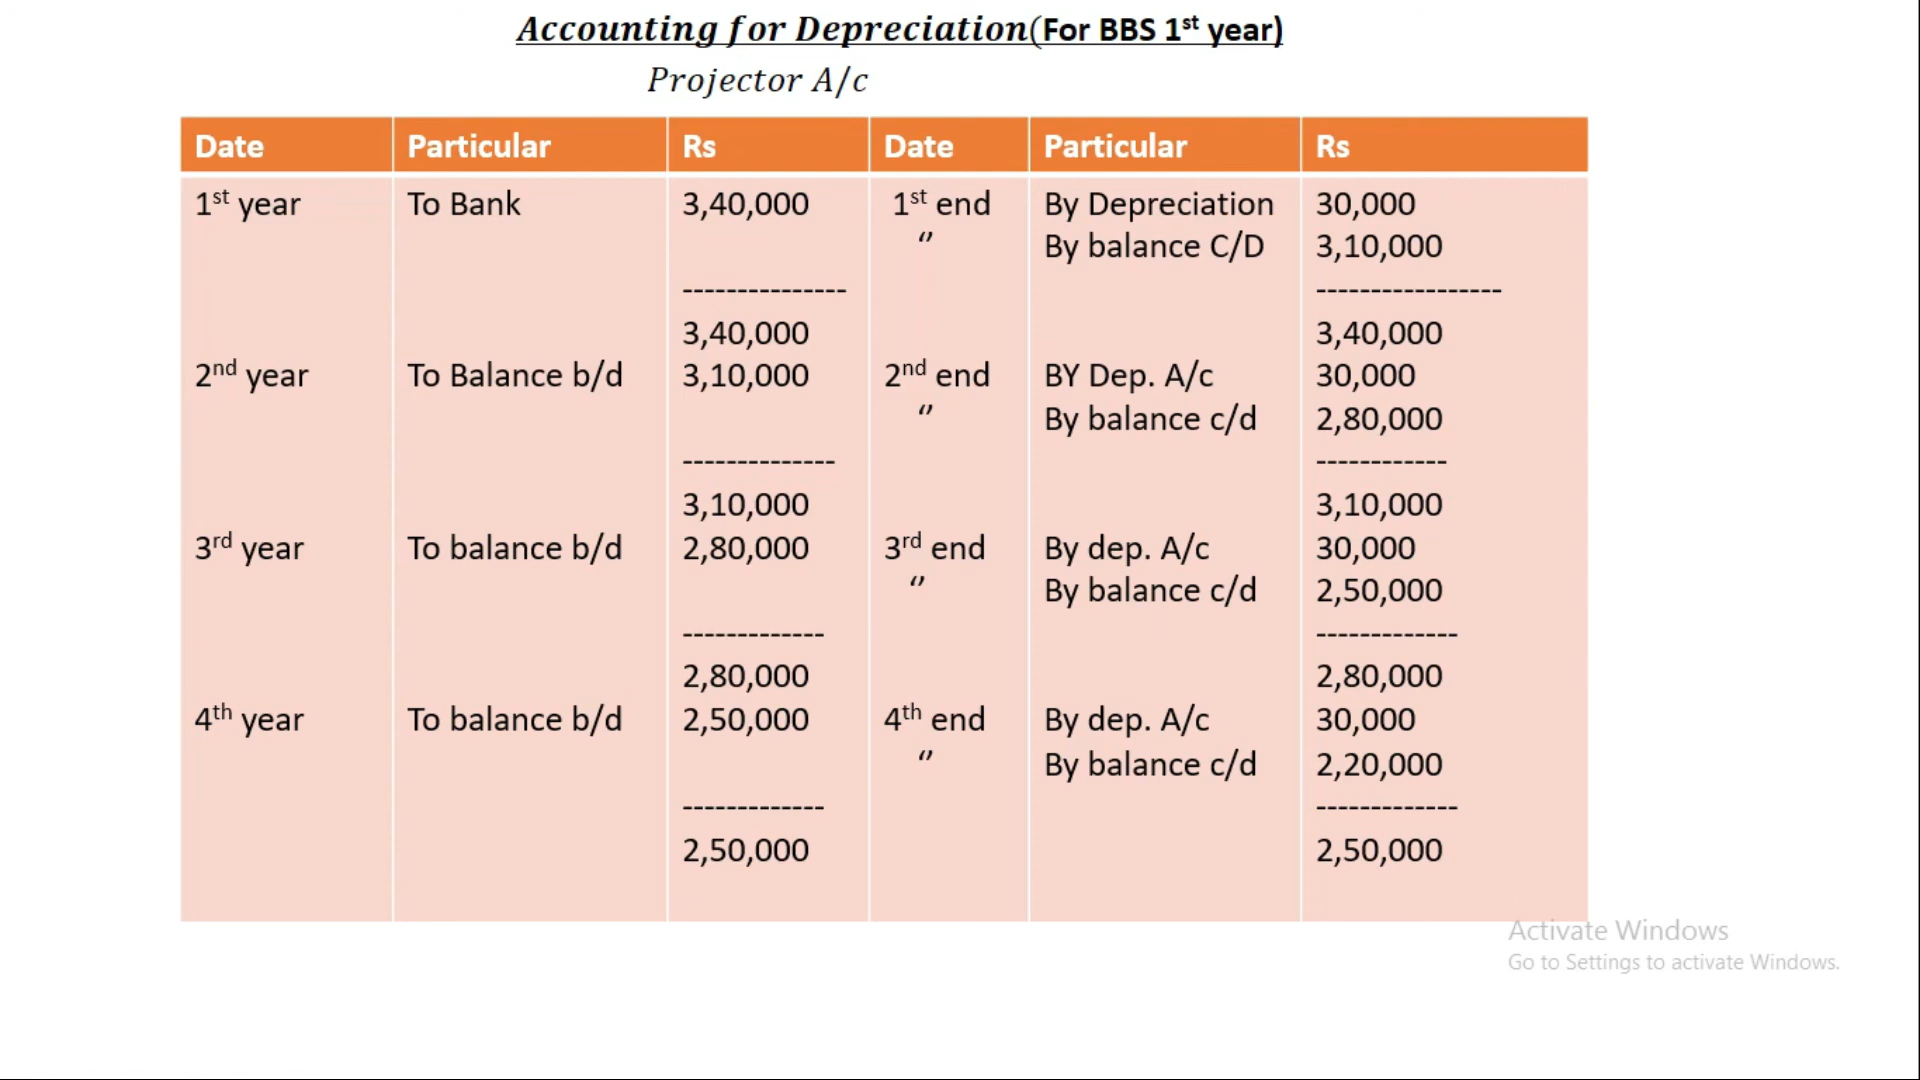 Accounting for Depreciation(For BBS 1st year)
Projector A/c
Date Particular Rs Date Particular Rs
1st year To Bank 3,40,000 1st end By Depreciation 30,000
" By balance C/D 3,10,000
--------------- -----------------
3,40,000 3,40,000
2nd year To Balance b/d 3,10,000 2nd end BY Dep. A/c 30,000
" By balance c/d 2,80,000
-------------- ------------
3,10,000 3,10,000
3rd year To balance b/d 2,80,000 3rd end By dep. A/c 30,000
" By balance c/d 2,50,000
------------- -------------
2,80,000 2,80,000
4th year To balance b/d 2,50,000 4th end By dep. A/c 30,000
" By balance c/d 2,20,000
------------- -------------
2,50,000 2,50,000
Activate Windows
Go to Settings to activate Windows.